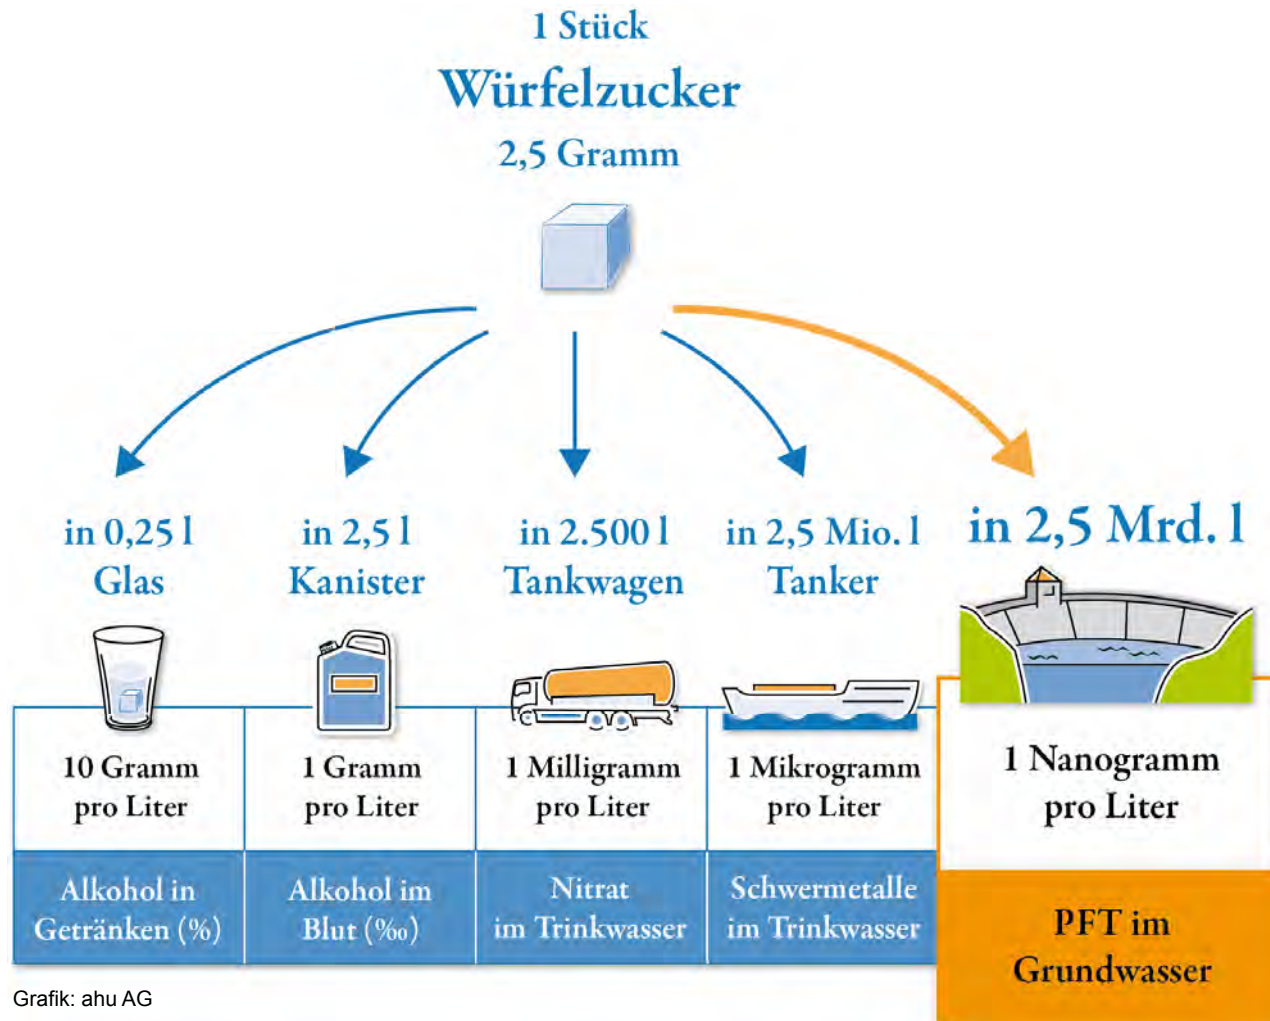 1 Stück
Würfelzucker
2,5 Gramm
in 0,25 l
Glas
in 2,5 l
Kanister
in 2.500 l
Tankwagen
in 2,5 Mio. l
Tanker
in 2,5 Mrd. l
10 Gramm
pro Liter
1 Gramm
pro Liter
1 Milligramm
pro Liter
1 Mikrogramm
pro Liter
1 Nanogramm
pro Liter
Alkohol in
Getränken (%)
Alkohol im
Blut (‰)
Nitrat
im Trinkwasser
Schwermetalle
im Trinkwasser
PFT im
Grundwasser
Grafik: ahu AG